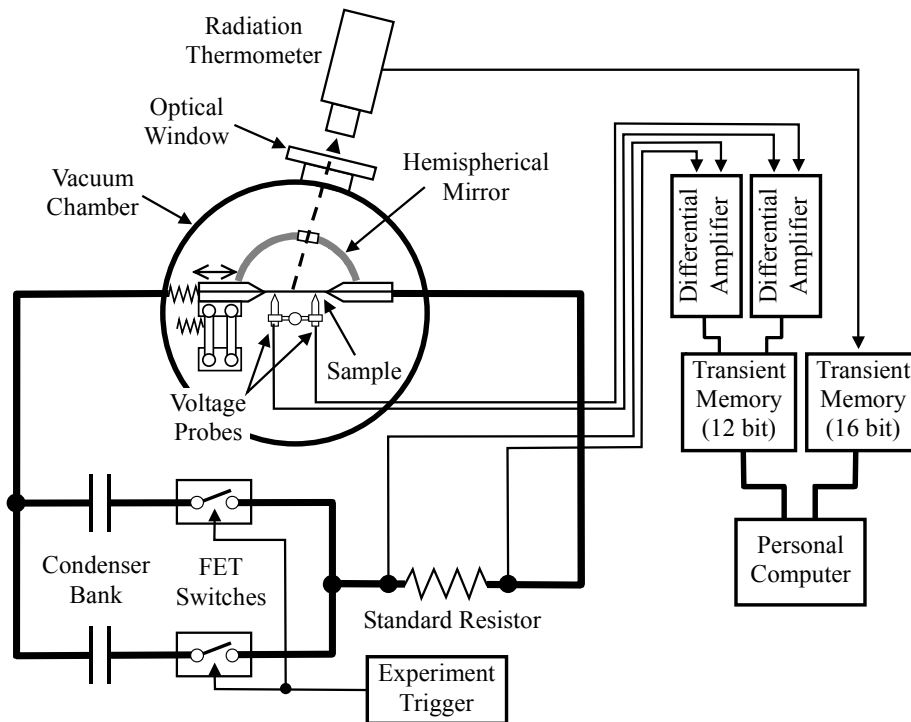 Radiation
Thermometer
Optical
Window
Vacuum
Chamber
Hemispherical
Mirror
Differential
Amplifier
Differential
Amplifier
Sample
Voltage
Probes
Transient
Memory
(12 bit)
Transient
Memory
(16 bit)
Condenser
Bank
FET
Switches
Standard Resistor
Personal
Computer
Experiment
Trigger